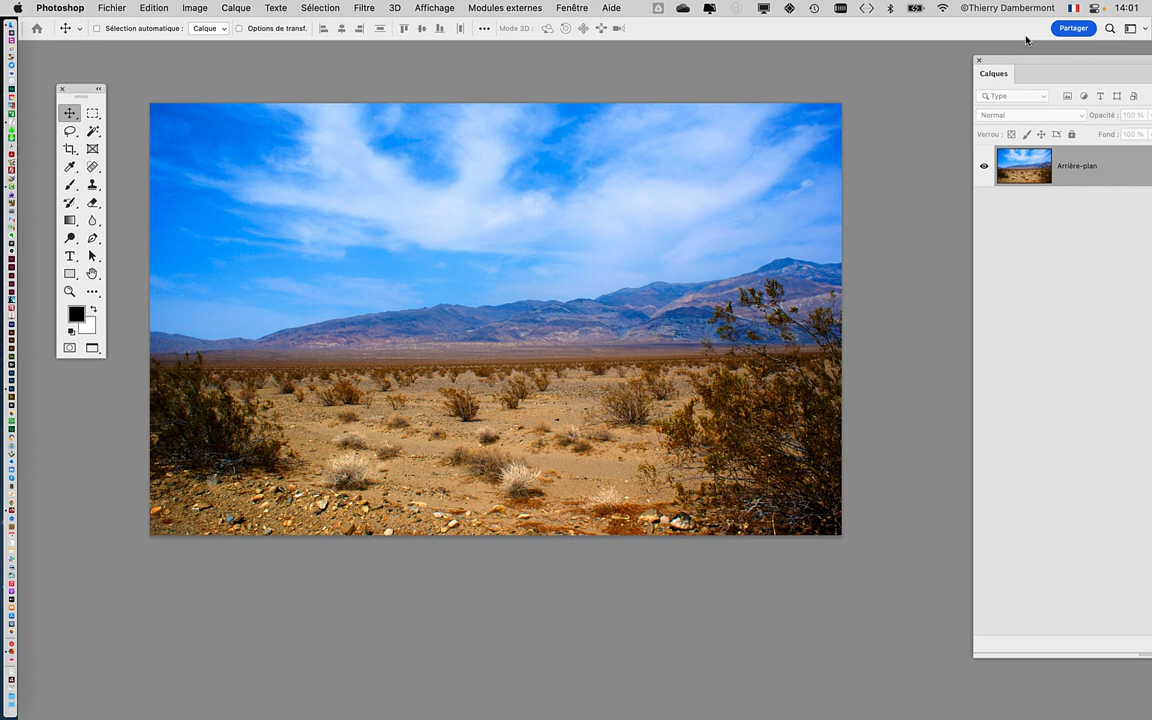 Photoshop Fichier Edition Image Calque Texte Sélection Filtre 3D Affichage Modules externes Fenêtre Aide ©Thierry Dambermont 14:01
Sélection automatique : Calque Options de transf. Mode 3D : Partager
Calques
Type
Normal Opacité : 100 %
Verrou : Fond : 100 %
Arrière-plan